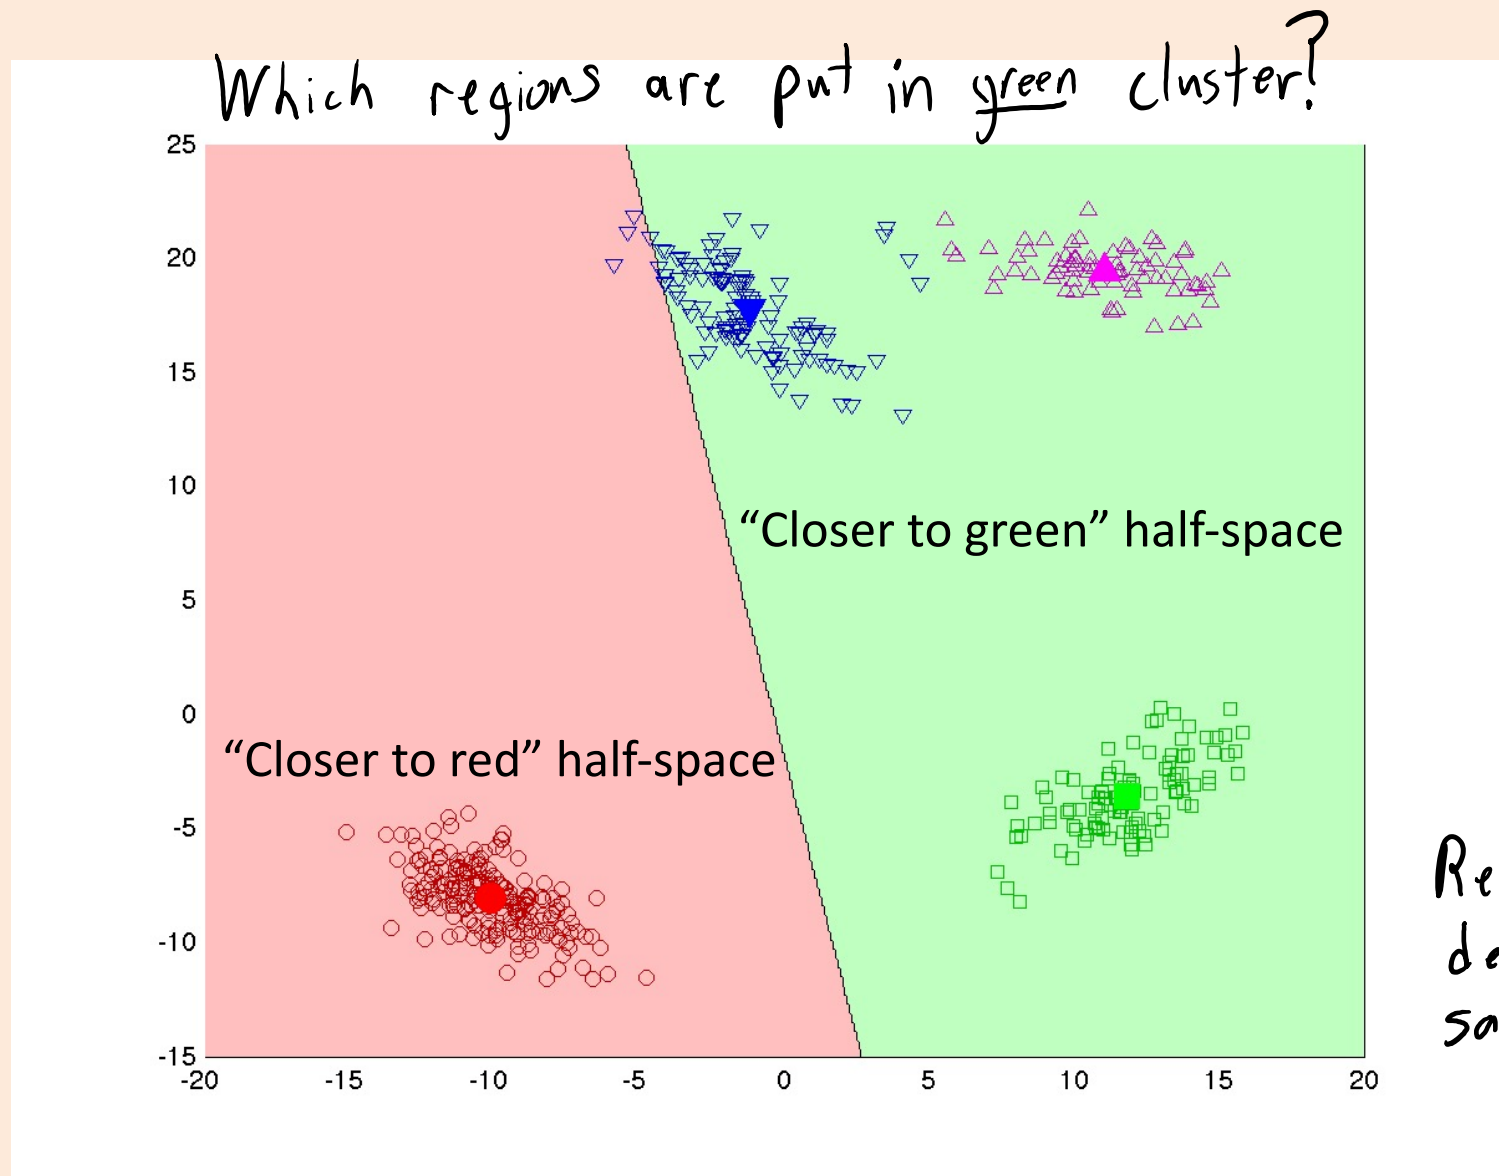 Which regions are put in green cluster?
25
20
15
10
5
0
-5
-10
-15
-20 -15 -10 -5 0 5 10 15 20
“Closer to green” half-space
“Closer to red” half-space